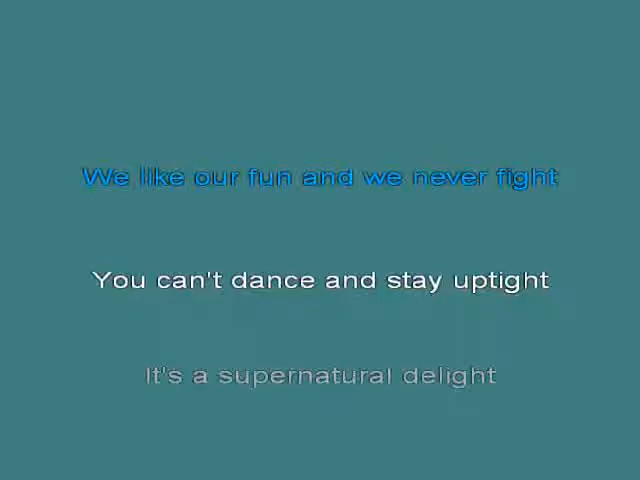 We like our fun and we never fight
You can't dance and stay uptight
It's a supernatural delight